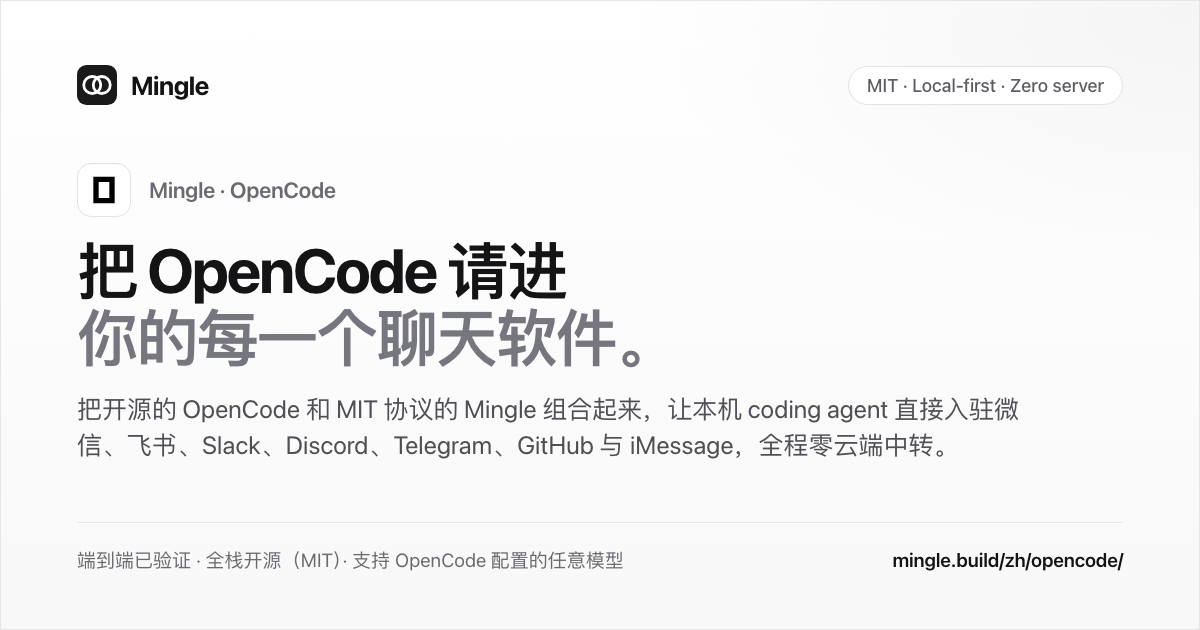 Mingle
MIT · Local-first · Zero server
Mingle · OpenCode
把 OpenCode 请进
你的每一个聊天软件。
把开源的 OpenCode 和 MIT 协议的 Mingle 组合起来，让本机 coding agent 直接入驻微
信、飞书、Slack、Discord、Telegram、GitHub 与 iMessage，全程零云端中转。
端到端已验证 · 全栈开源（MIT）· 支持 OpenCode 配置的任意模型
mingle.build/zh/opencode/